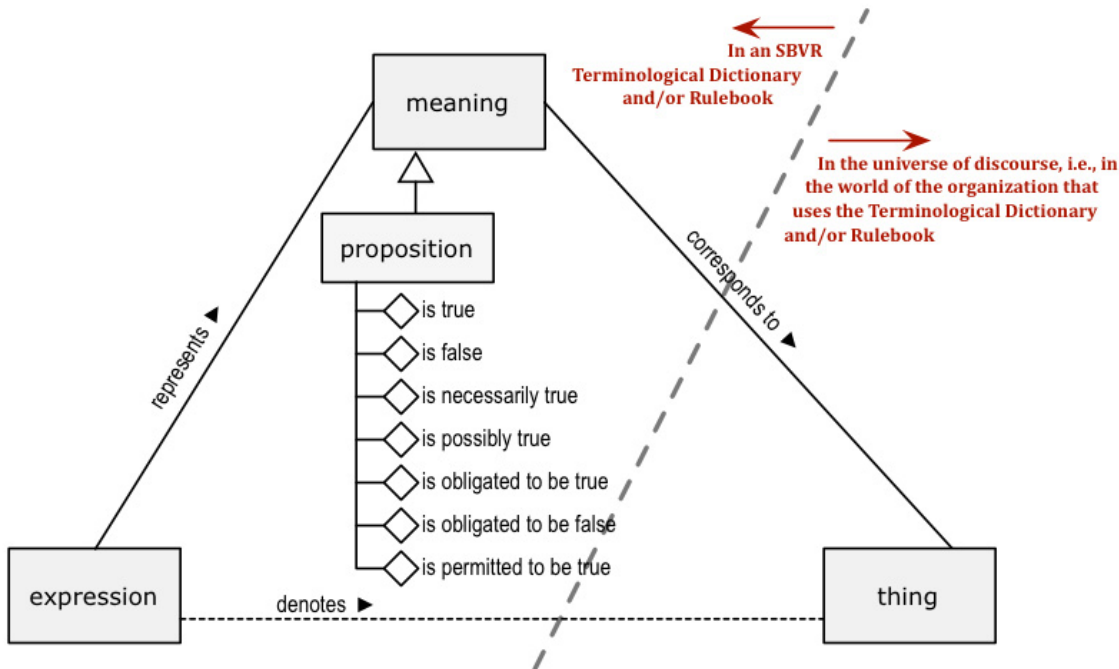 In an SBVR
Terminological Dictionary
and/or Rulebook
meaning
In the universe of discourse, i.e., in
the world of the organization that
uses the Terminological Dictionary
and/or Rulebook
proposition
corresponds to ▶
represents ▶
is true
is false
is necessarily true
is possibly true
is obligated to be true
is obligated to be false
is permitted to be true
expression
denotes ▶
thing